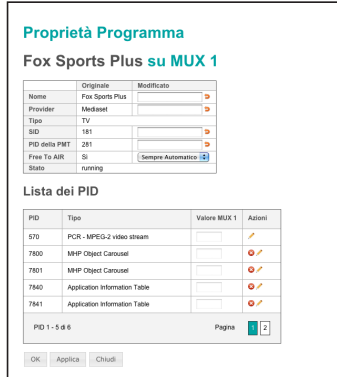 Proprietà Programma
Fox Sports Plus su MUX 1
Originale Modificato
Nome Fox Sports Plus
Provider Mediaset
Tipo TV
SID 181
PID della PMT 281
Free To AIR Sì Sempre Automatico
Stato running
Lista dei PID
PID Tipo Valore MUX 1 Azioni
570 PCR - MPEG-2 video stream
7800 MHP Object Carousel
7801 MHP Object Carousel
7840 Application Information Table
7841 Application Information Table
PID 1 - 5 di 6 Pagina 1 2
OK Applica Chiudi